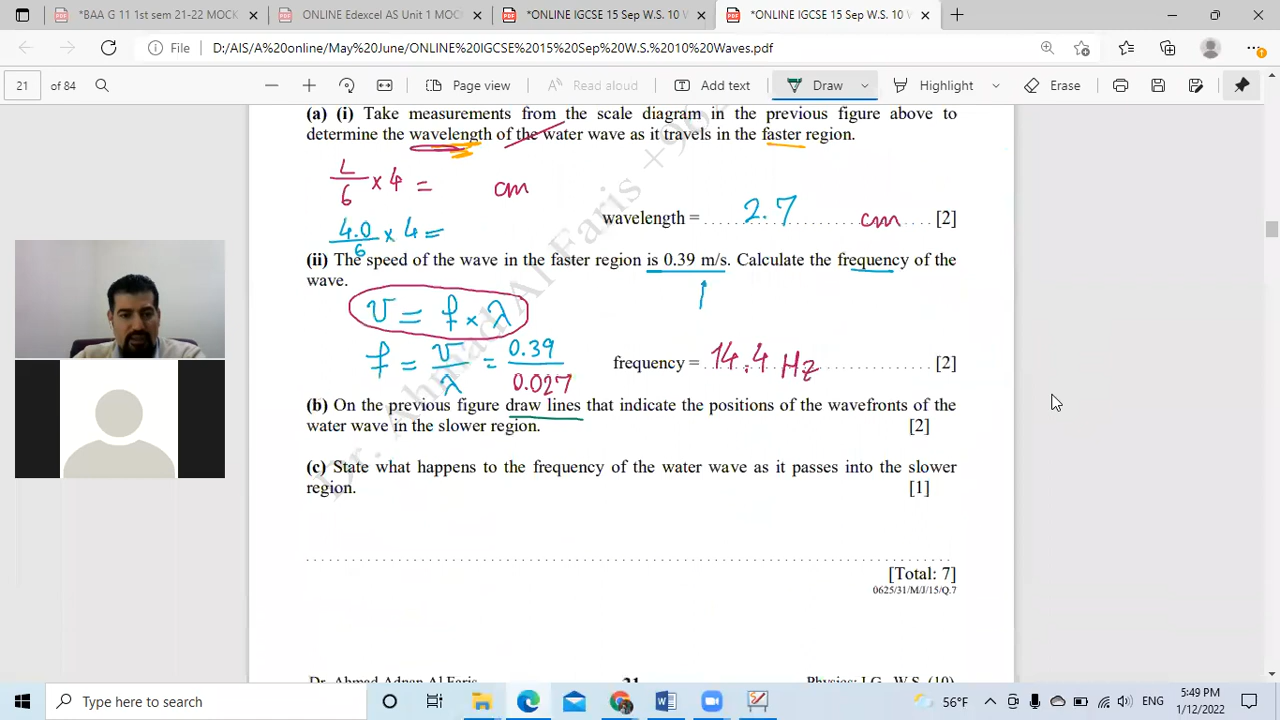 *BAA G 11 1st sem 21-22 MOCK
ONLINE Edexcel AS Unit 1 MOC
*ONLINE IGCSE 15 Sep W.S. 10 W
*ONLINE IGCSE 15 Sep W.S. 10 W
File
D:/AIS/A%20online/May%20June/ONLINE%20IGCSE%2015%20Sep%20W.S.%2010%20Waves.pdf
21 of 84
Page view
Read aloud
Add text
Draw
Highlight
Erase
(a) (i) Take measurements from the scale diagram in the previous figure above to
determine the wavelength of the water wave as it travels in the faster region.
L/6 × 4 = cm
wavelength = 2.7 cm [2]
4.0/6 × 4 =
(ii) The speed of the wave in the faster region is 0.39 m/s. Calculate the frequency of the
wave.
v = f × λ
f = v/λ = 0.39/0.027
frequency = 14.4 Hz [2]
(b) On the previous figure draw lines that indicate the positions of the wavefronts of the
water wave in the slower region. [2]
(c) State what happens to the frequency of the water wave as it passes into the slower
region. [1]
[Total: 7]
0625/31/M/J/15/Q.7
Dr. Ahmad Adnan Al Faris
21
Physics: I.G., W.S. (10)
Dr. Ahmad Al Faris +96
Type here to search
56°F
ENG
5:49 PM
1/12/2022